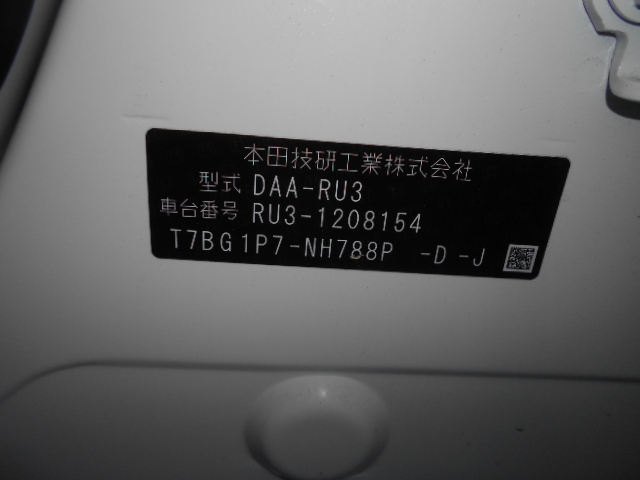 本田技研工業株式会社
型式 DAA-RU3
車台番号 RU3-1208154
T7BG1P7-NH788P -D -J